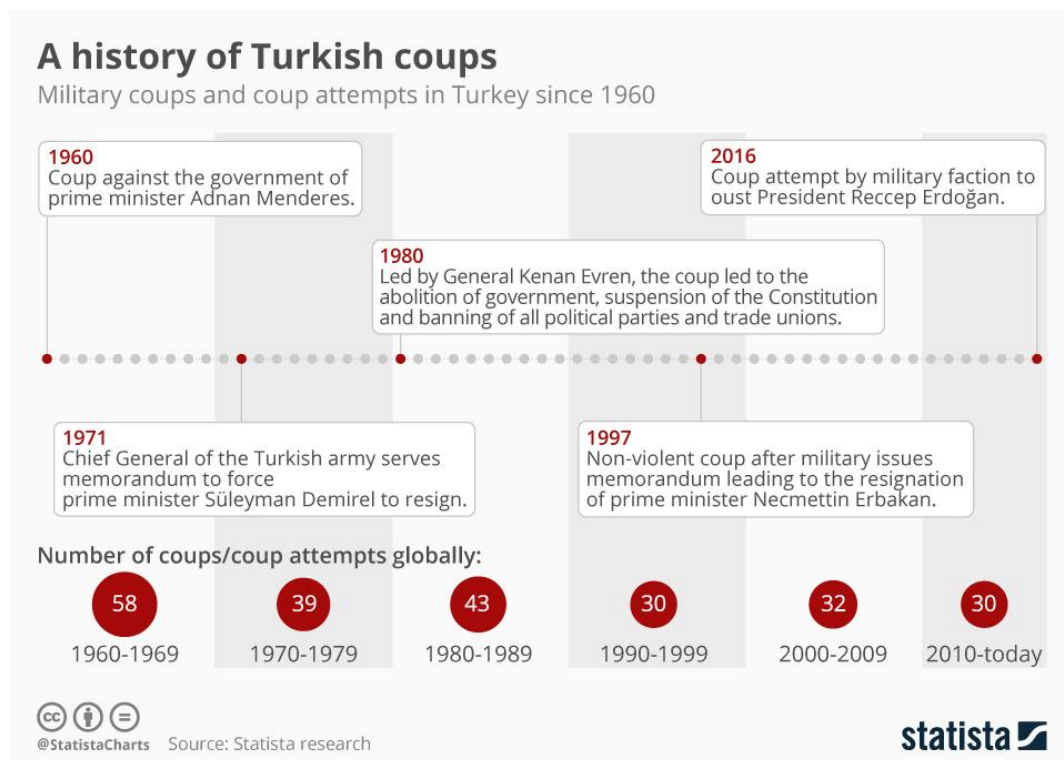 A history of Turkish coups
Military coups and coup attempts in Turkey since 1960
1960
Coup against the government of
prime minister Adnan Menderes.
2016
Coup attempt by military faction to
oust President Reccep Erdoğan.
1980
Led by General Kenan Evren, the coup led to the
abolition of government, suspension of the Constitution
and banning of all political parties and trade unions.
1971
Chief General of the Turkish army serves
memorandum to force
prime minister Süleyman Demirel to resign.
1997
Non-violent coup after military issues
memorandum leading to the resignation
of prime minister Necmettin Erbakan.
Number of coups/coup attempts globally:
58 39 43 30 32 30
1960-1969 1970-1979 1980-1989 1990-1999 2000-2009 2010-today
cc
@StatistaCharts Source: Statista research
statista